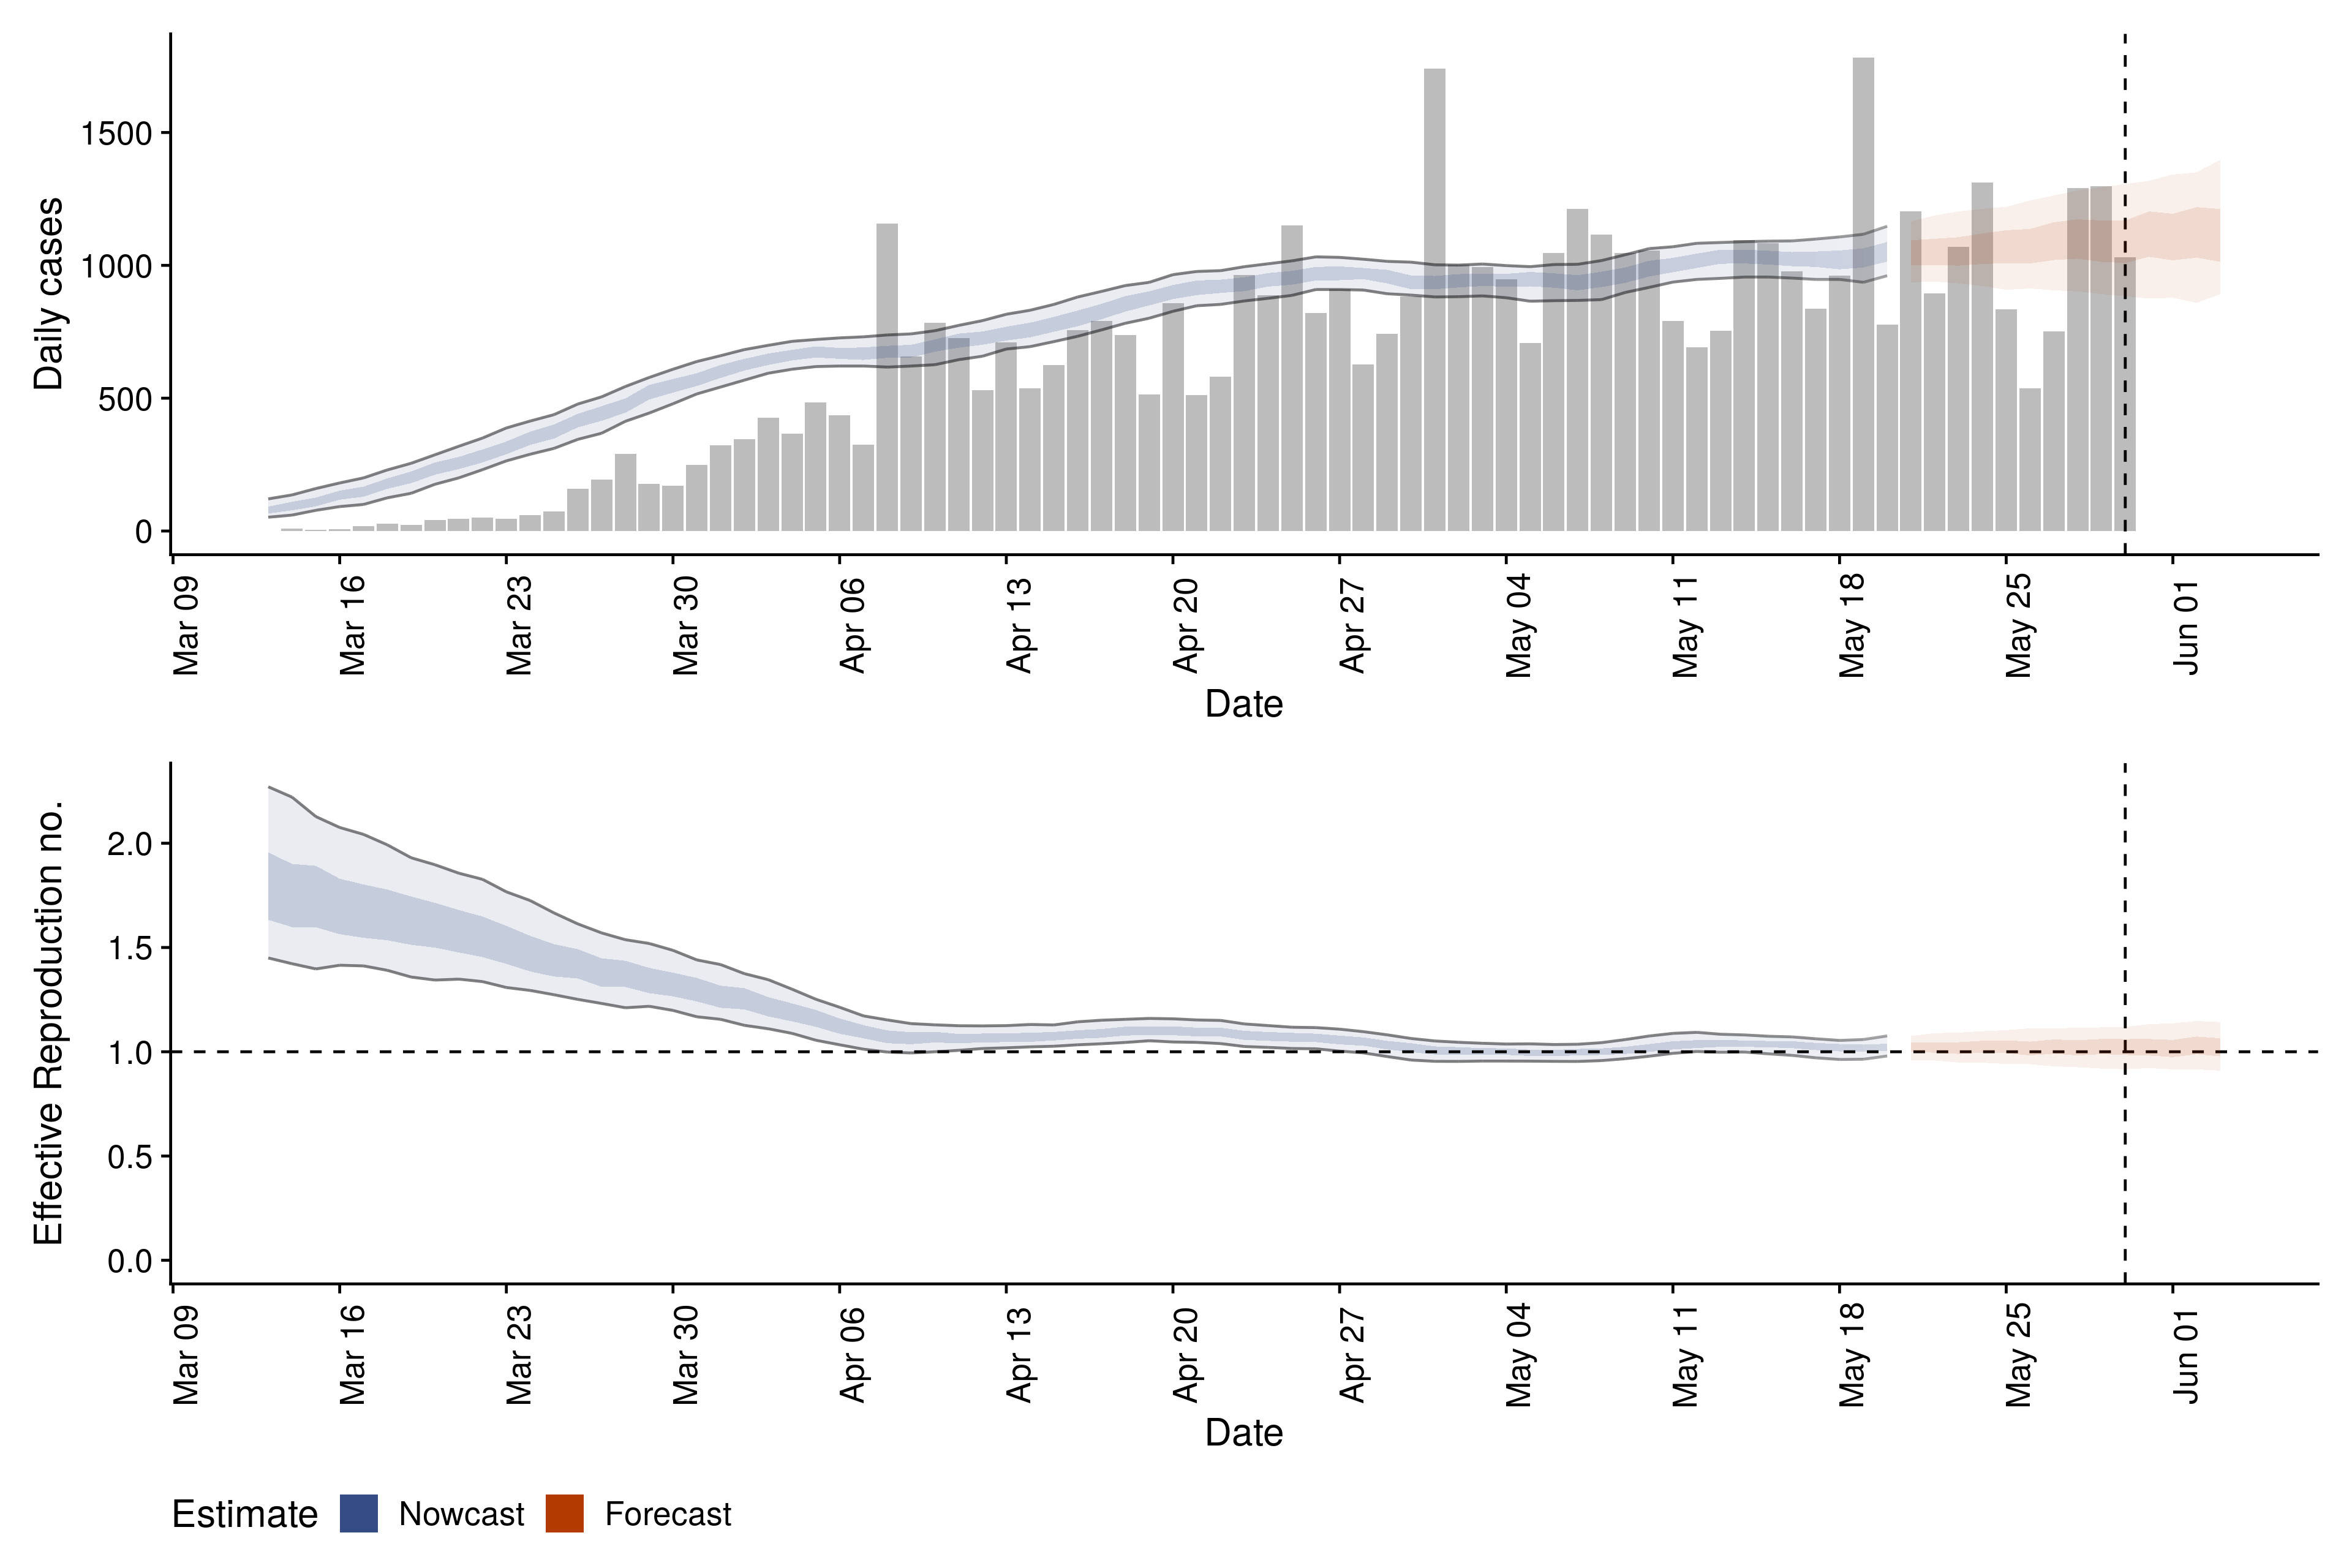 Daily cases
1500
1000
500
0
Mar 09
Mar 16
Mar 23
Mar 30
Apr 06
Apr 13
Apr 20
Apr 27
May 04
May 11
May 18
May 25
Jun 01
Date
Effective Reproduction no.
2.0
1.5
1.0
0.5
0.0
Mar 09
Mar 16
Mar 23
Mar 30
Apr 06
Apr 13
Apr 20
Apr 27
May 04
May 11
May 18
May 25
Jun 01
Date
Estimate Nowcast Forecast